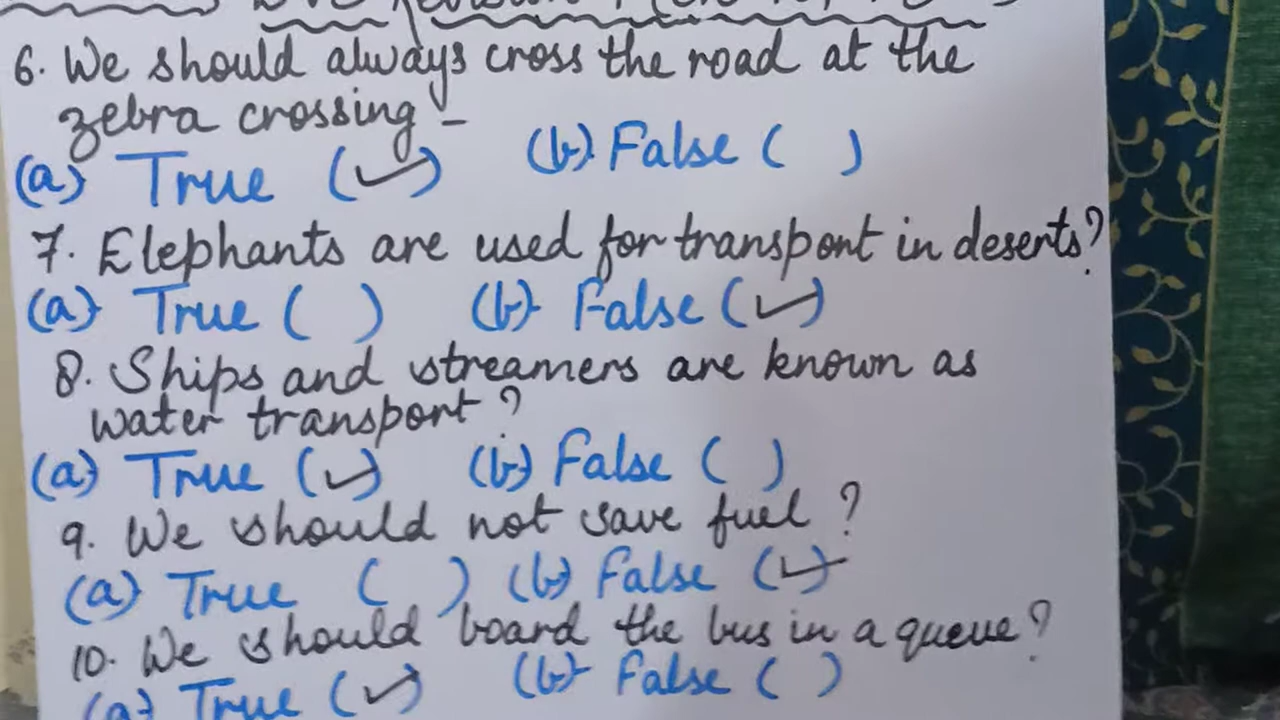 6. We should always cross the road at the
zebra crossing -
(a) True (✓) (b) False ( )
7. Elephants are used for transport in deserts?
(a) True ( ) (b) False (✓)
8. Ships and streamers are known as
water transport?
(a) True (✓) (b) False ( )
9. We should not save fuel?
(a) True ( ) (b) False (✓)
10. We should board the bus in a queue?
(a) True (✓) (b) False ( )